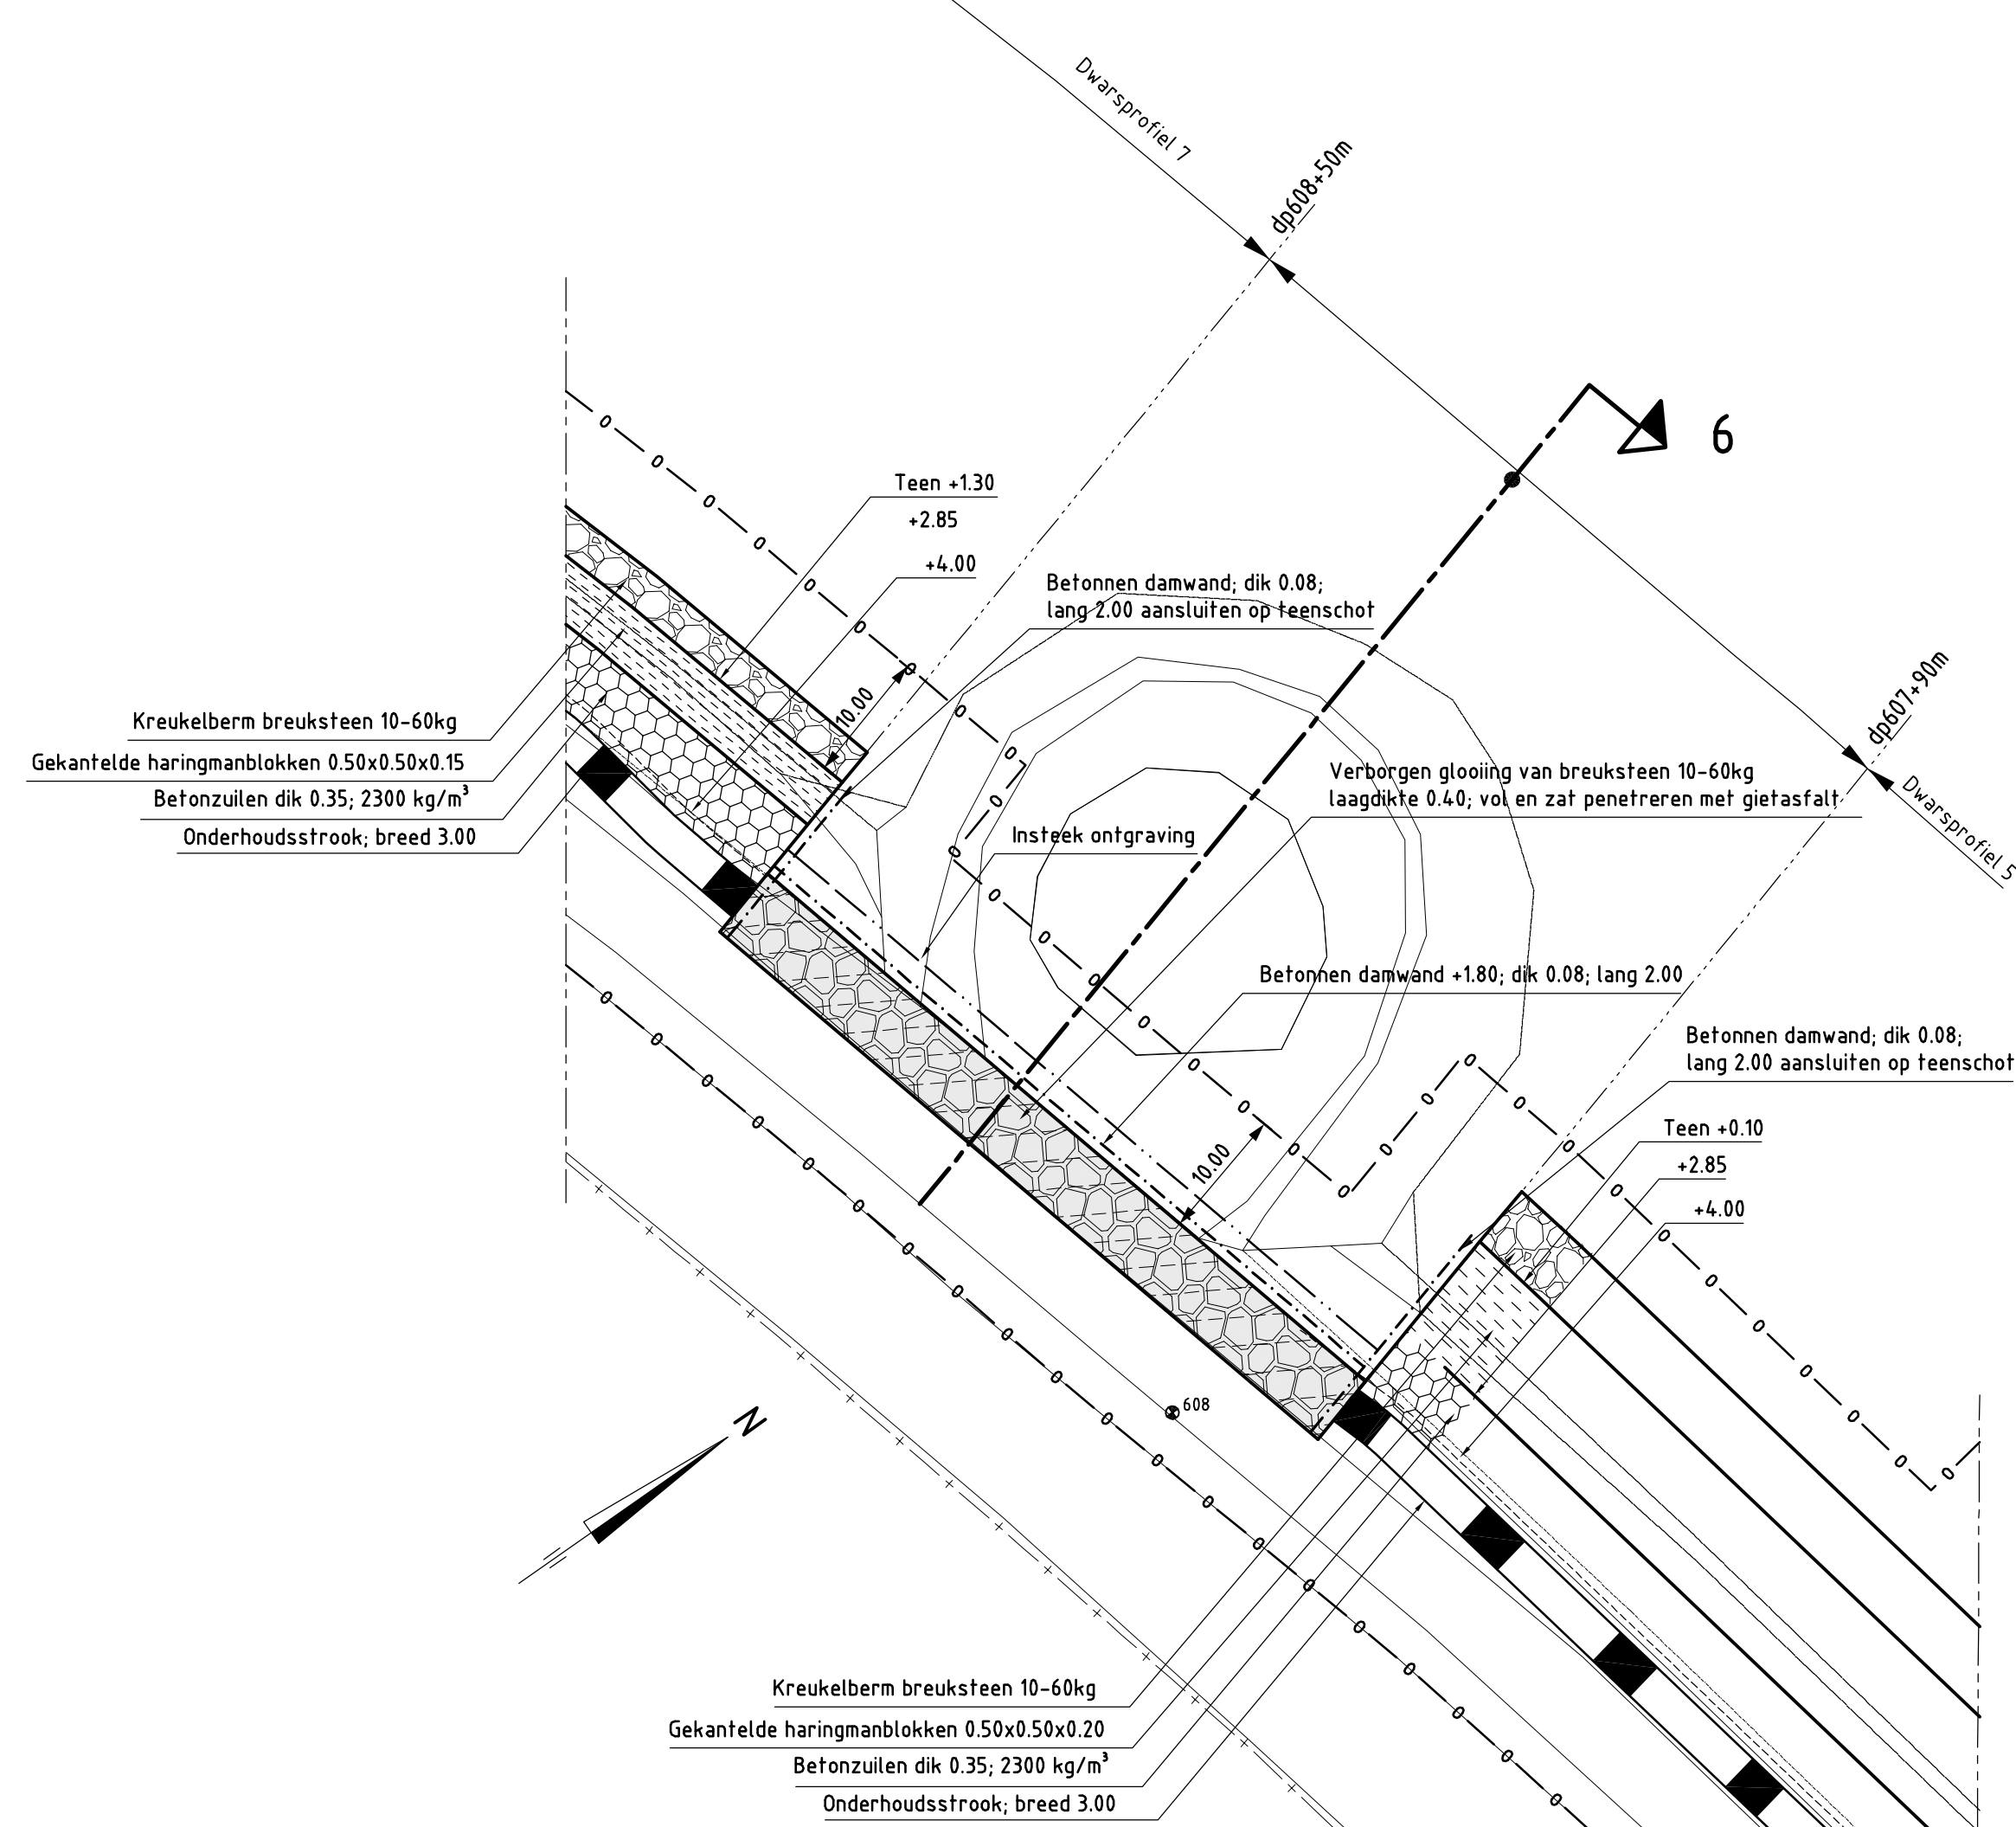 Dwarsprofiel 7
dp608+50m
6
Teen +1.30
+2.85
+4.00
Betonnen damwand; dik 0.08;
lang 2.00 aansluiten op teenschot
dp607+90m
10.00
Kreukelberm breuksteen 10-60kg
Gekantelde haringmanblokken 0.50x0.50x0.15
Betonzuilen dik 0.35; 2300 kg/m³
Onderhoudsstrook; breed 3.00
Verborgen glooiing van breuksteen 10-60kg
laagdikte 0.40; vol en zat penetreren met gietasfalt
Dwarsprofiel 5
Insteek ontgraving
Betonnen damwand +1.80; dik 0.08; lang 2.00
Betonnen damwand; dik 0.08;
lang 2.00 aansluiten op teenschot
Teen +0.10
+2.85
+4.00
10.00
608
N
Kreukelberm breuksteen 10-60kg
Gekantelde haringmanblokken 0.50x0.50x0.20
Betonzuilen dik 0.35; 2300 kg/m³
Onderhoudsstrook; breed 3.00